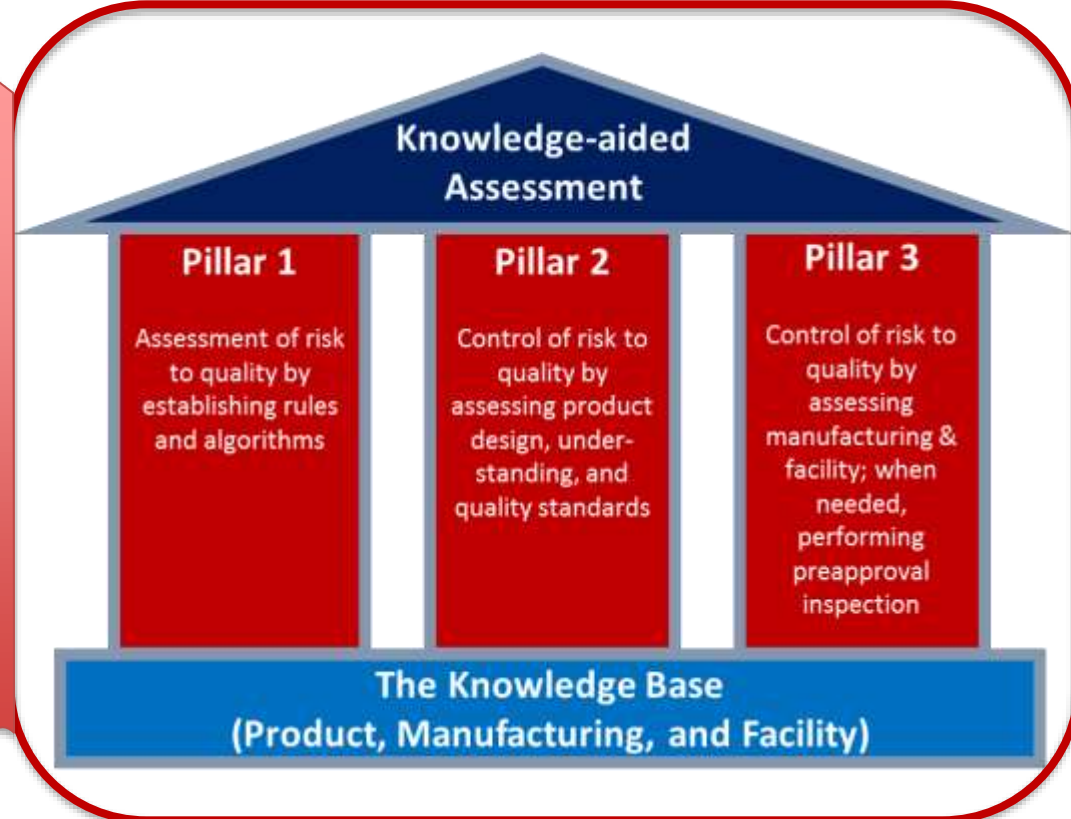 Knowledge-aided
Assessment
Pillar 1
Assessment of risk
to quality by
establishing rules
and algorithms
Pillar 2
Control of risk to
quality by
assessing product
design, under-
standing, and
quality standards
Pillar 3
Control of risk to
quality by
assessing
manufacturing &
facility; when
needed,
performing
preapproval
inspection
The Knowledge Base
(Product, Manufacturing, and Facility)